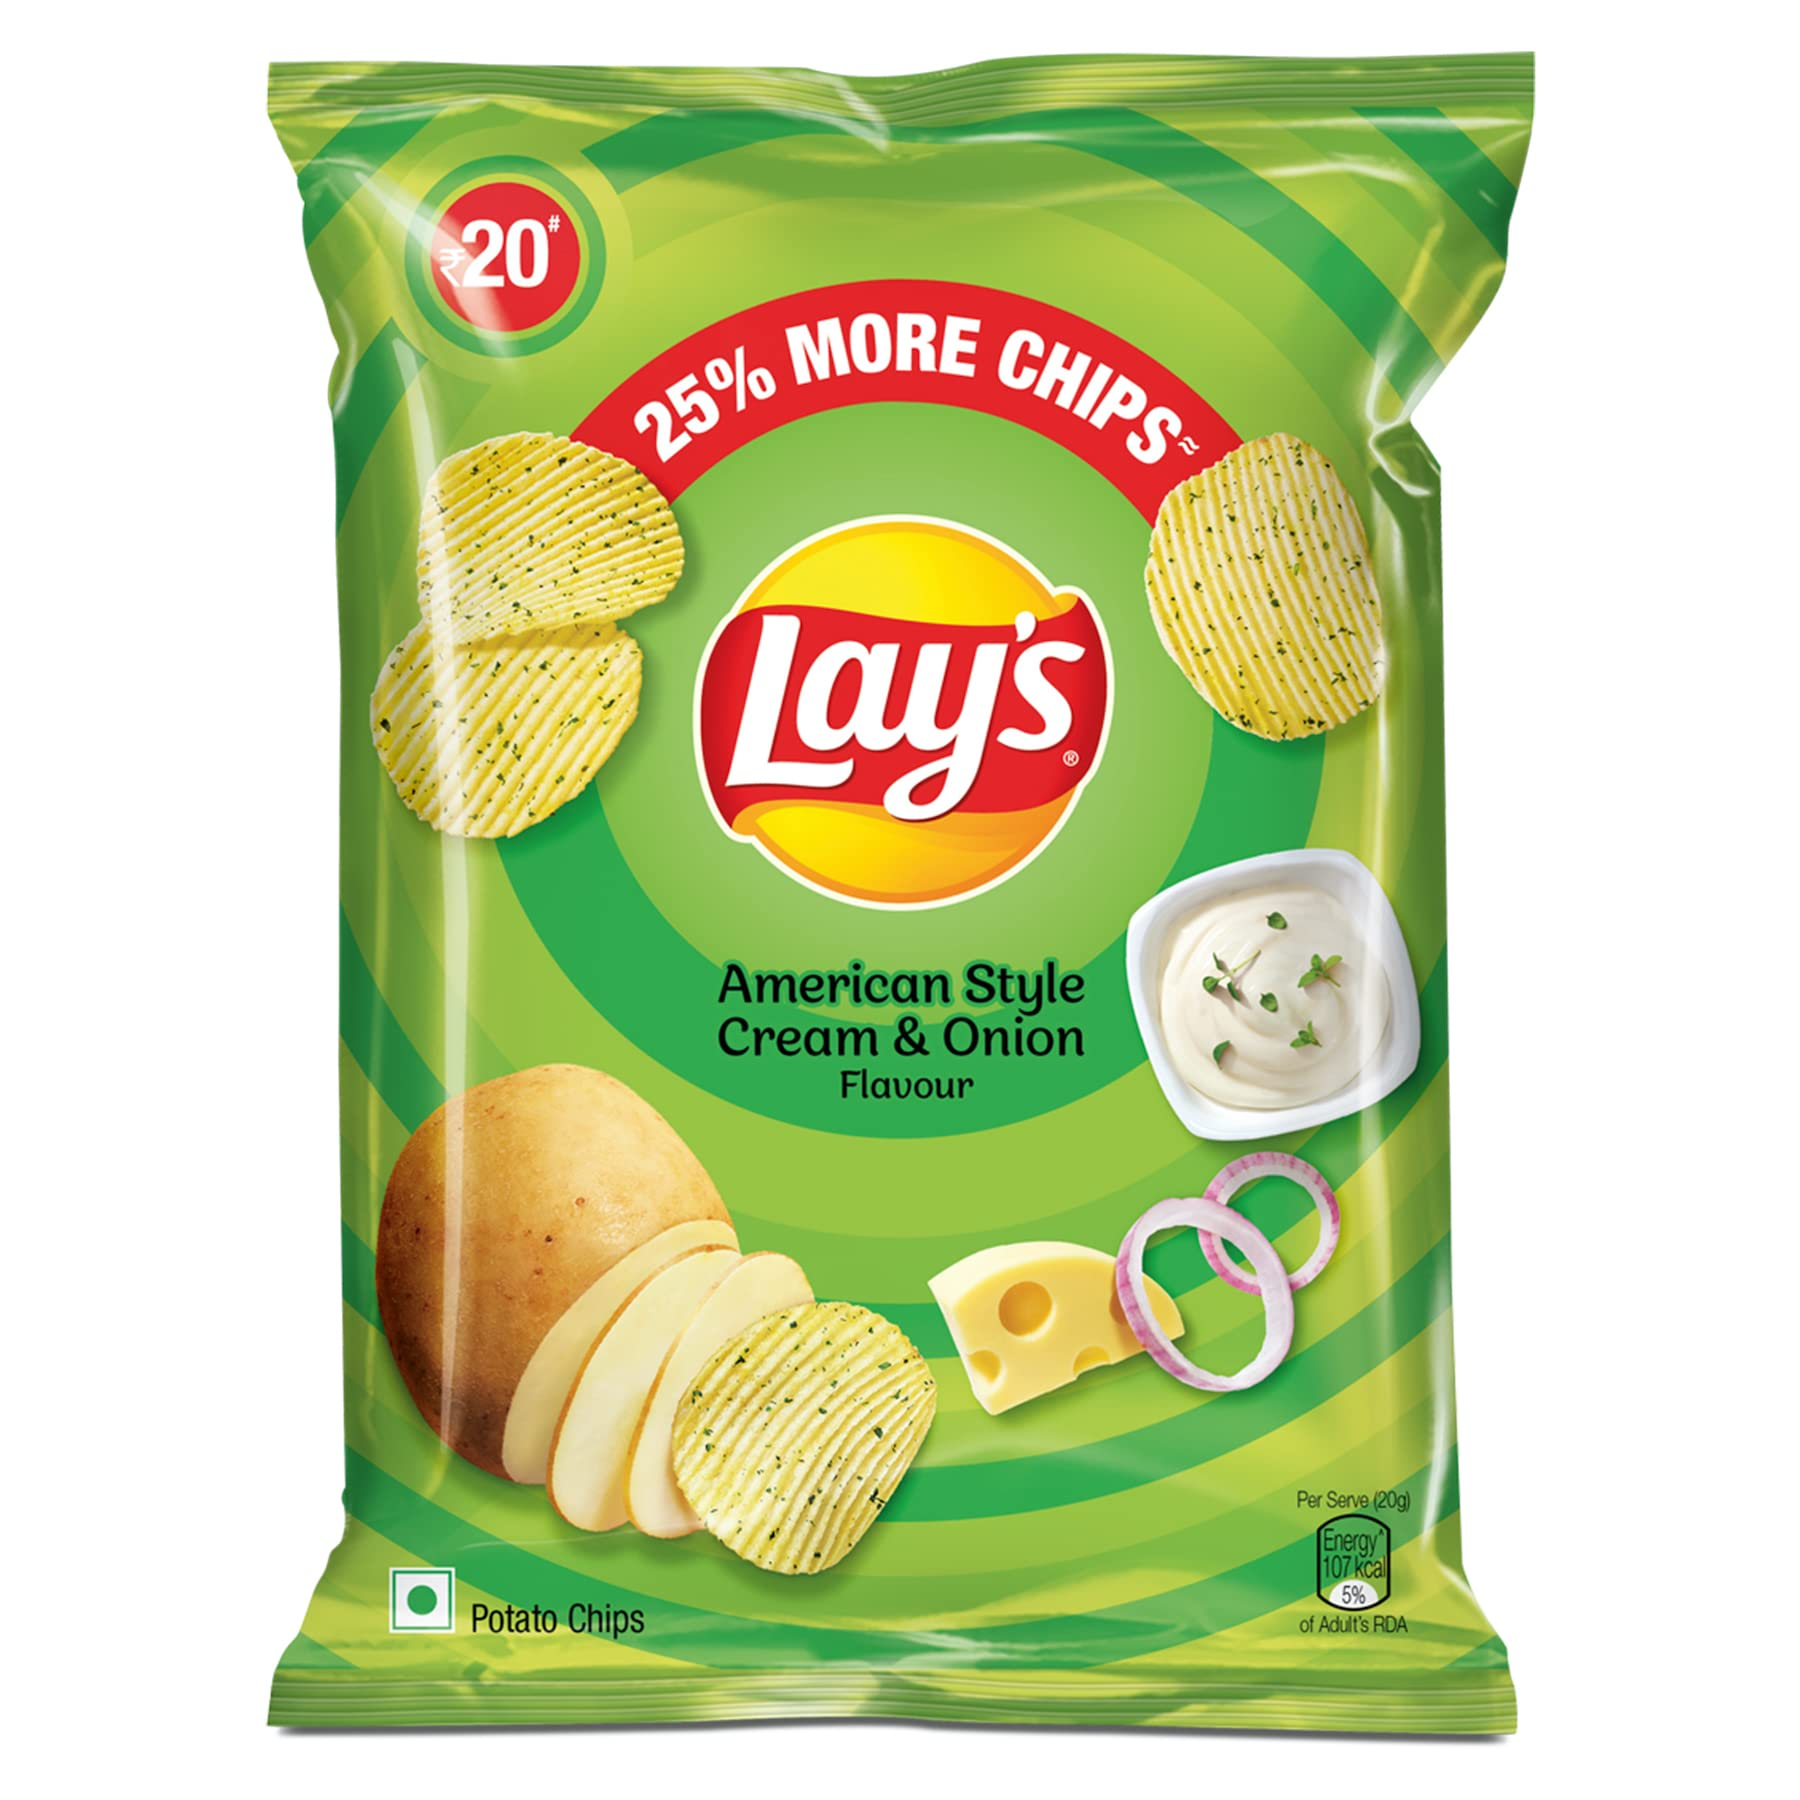 ₹20#
25% MORE CHIPS≈
Lay's®
American Style
Cream & Onion
Flavour
Per Serve (20g)
Energy^
107 kcal
5%
of Adult's RDA
Potato Chips